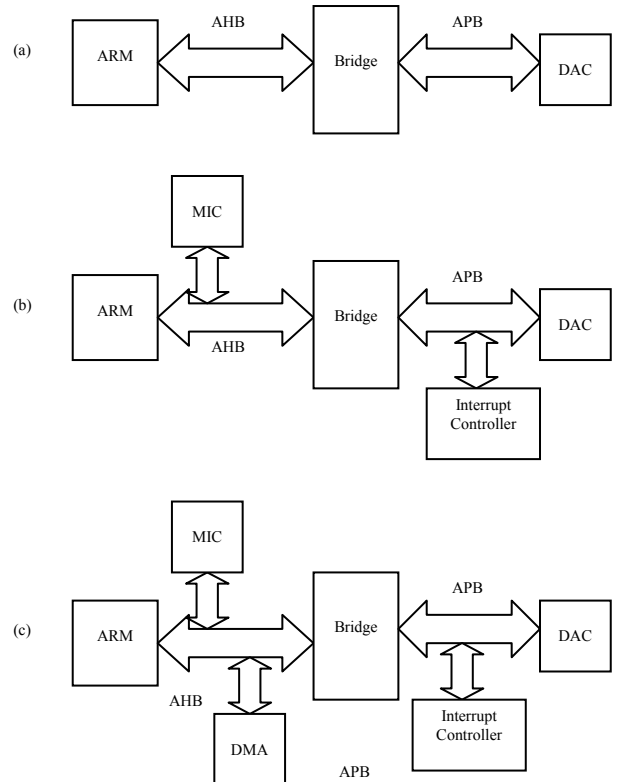 (a)
ARM
AHB
Bridge
APB
DAC
(b)
MIC
ARM
AHB
Bridge
APB
DAC
Interrupt
Controller
(c)
MIC
ARM
AHB
DMA
Bridge
APB
DAC
Interrupt
Controller
APB